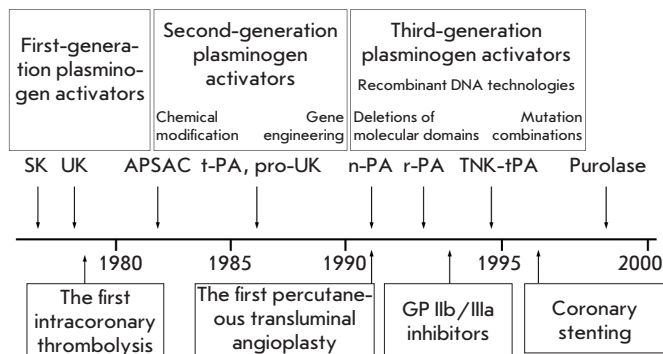 First-genera-
tion plasmino-
gen activators
Second-generation
plasminogen
activators
Chemical
modification
Gene
engineering
Third-generation
plasminogen activators
Recombinant DNA technologies
Deletions of
molecular domains
Mutation
combinations
SK UK APSAC t-PA, pro-UK n-PA r-PA TNK-tPA Purolase
1980 1985 1990 1995 2000
The first
intracoronary
thrombolysis
The first percutane-
ous transluminal
angioplasty
GP IIb/IIIa
inhibitors
Coronary
stenting